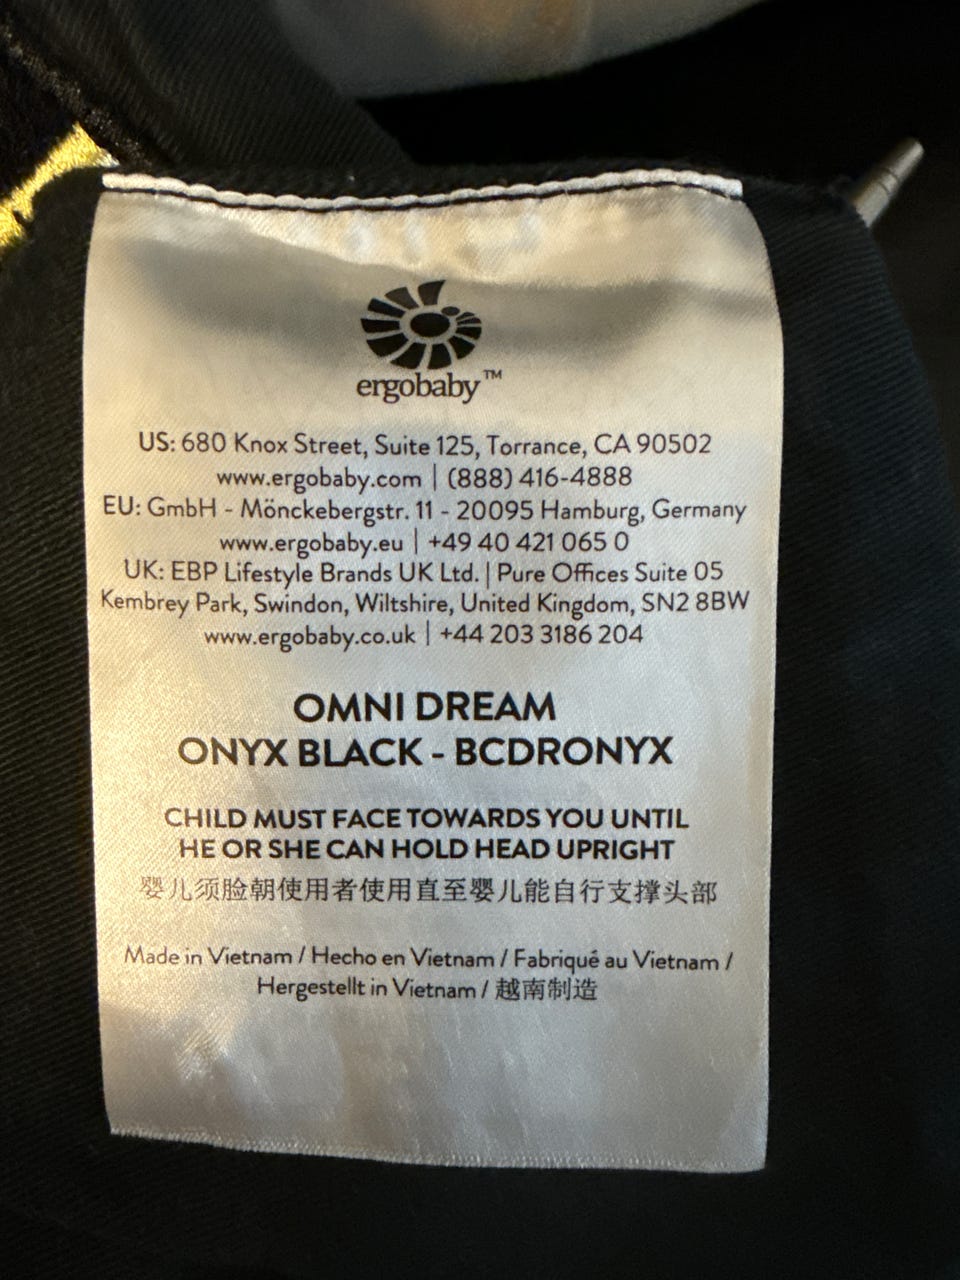 ergobaby™
US: 680 Knox Street, Suite 125, Torrance, CA 90502
www.ergobaby.com | (888) 416-4888
EU: GmbH - Mönckebergstr. 11 - 20095 Hamburg, Germany
www.ergobaby.eu | +49 40 421 065 0
UK: EBP Lifestyle Brands UK Ltd. | Pure Offices Suite 05
Kembrey Park, Swindon, Wiltshire, United Kingdom, SN2 8BW
www.ergobaby.co.uk | +44 203 3186 204
OMNI DREAM
ONYX BLACK - BCDRONYX
CHILD MUST FACE TOWARDS YOU UNTIL
HE OR SHE CAN HOLD HEAD UPRIGHT
婴儿须脸朝使用者使用直至婴儿能自行支撑头部
Made in Vietnam / Hecho en Vietnam / Fabriqué au Vietnam /
Hergestellt in Vietnam / 越南制造